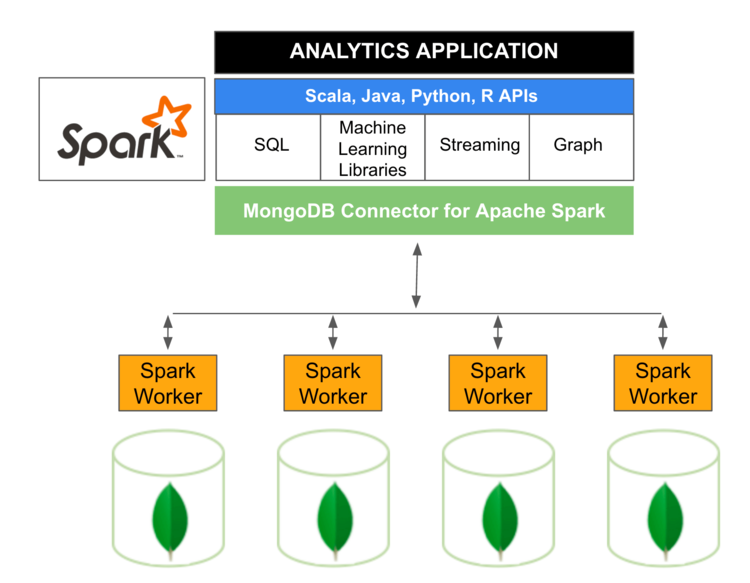 ANALYTICS APPLICATION
Scala, Java, Python, R APIs
Spark™
SQL
Machine
Learning
Libraries
Streaming
Graph
MongoDB Connector for Apache Spark
Spark
Worker
Spark
Worker
Spark
Worker
Spark
Worker